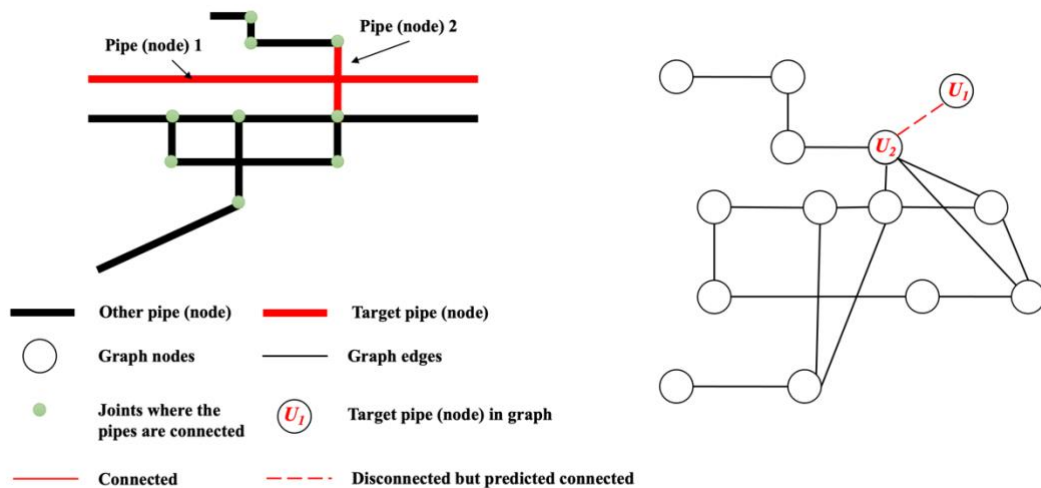 Pipe (node) 1
Pipe (node) 2
U1
U2
Other pipe (node)
Target pipe (node)
Graph nodes
Graph edges
Joints where the
pipes are connected
U1
Target pipe (node) in graph
Connected
Disconnected but predicted connected